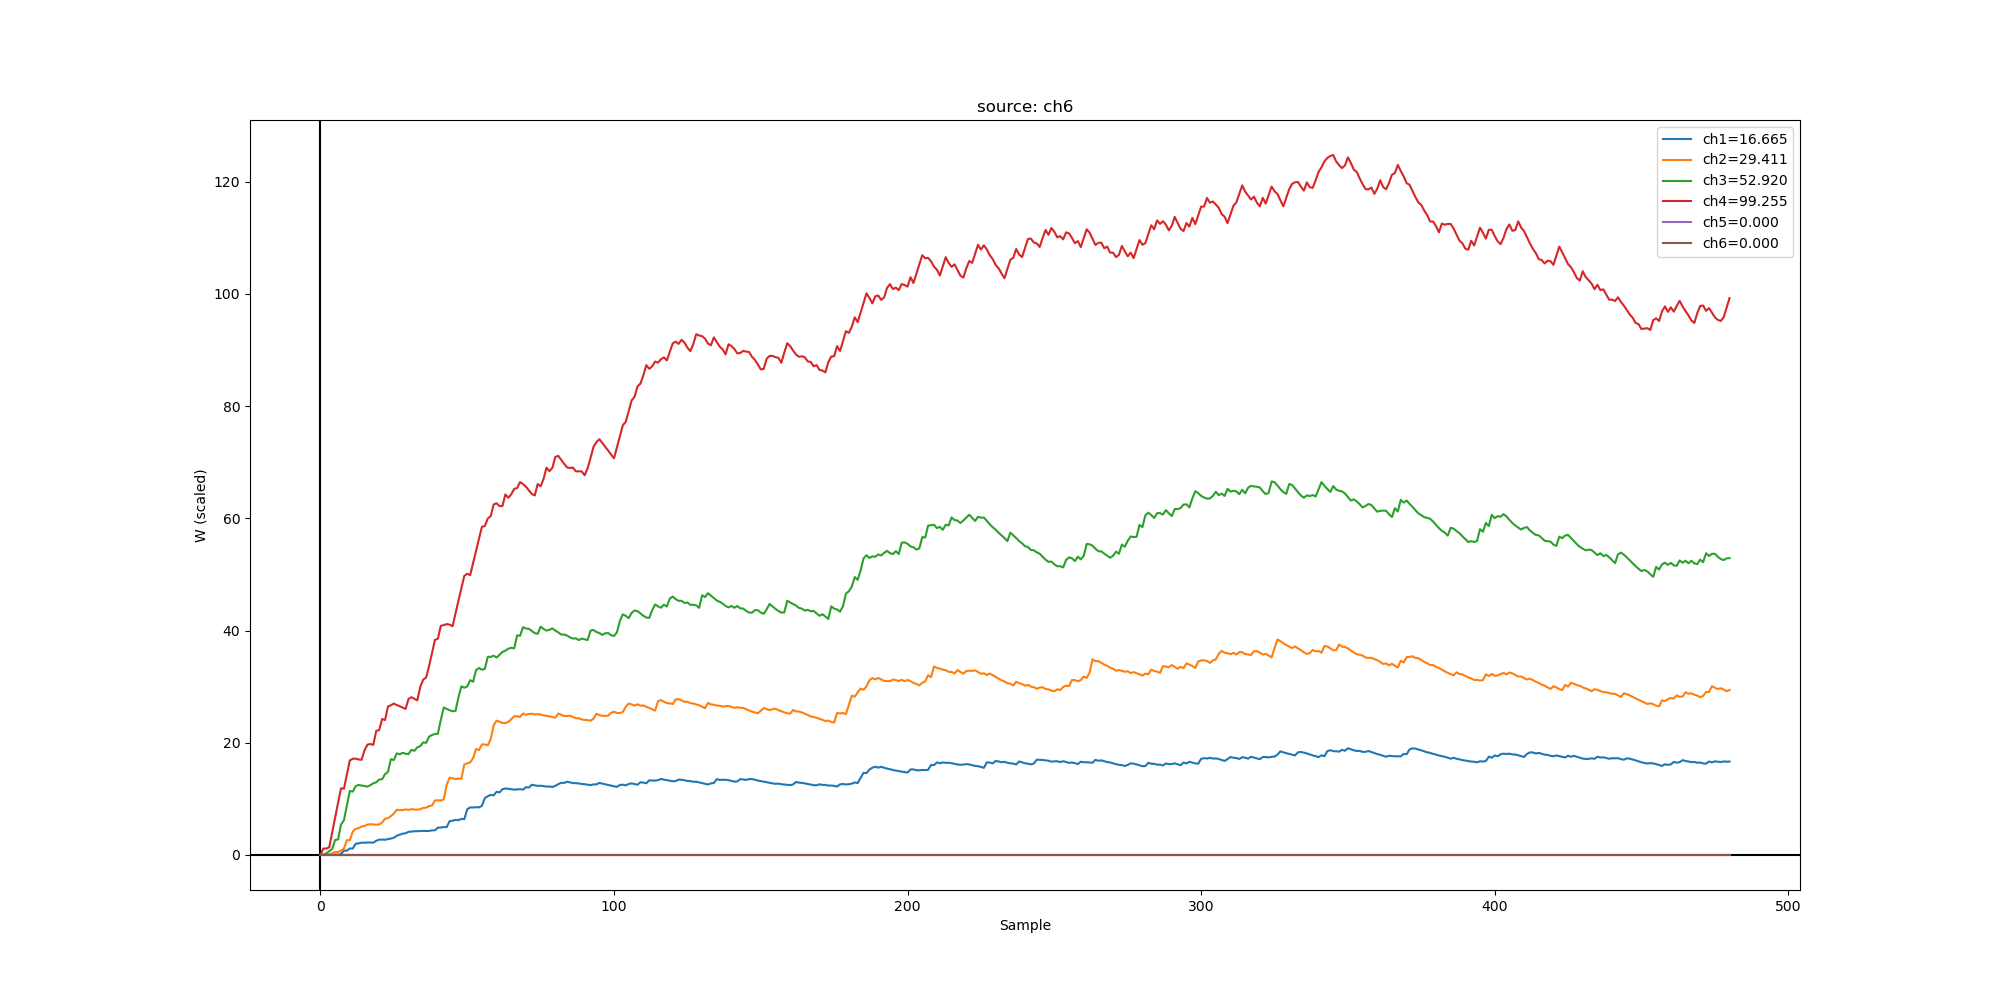 source: ch6
ch1=16.665
ch2=29.411
ch3=52.920
ch4=99.255
ch5=0.000
ch6=0.000
120
100
80
60
40
20
0
W (scaled)
0 100 200 300 400 500
Sample